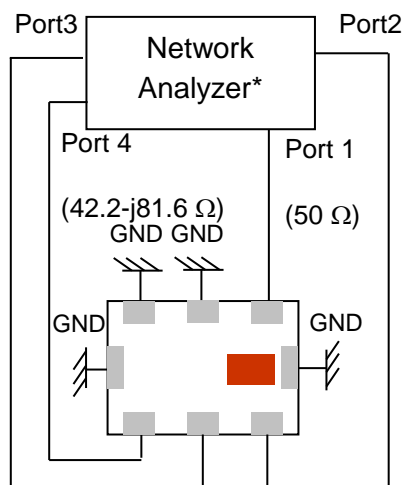 Port3
Port2
Network
Analyzer*
Port 4
Port 1
(42.2-j81.6 Ω)
(50 Ω)
GND GND
GND
GND